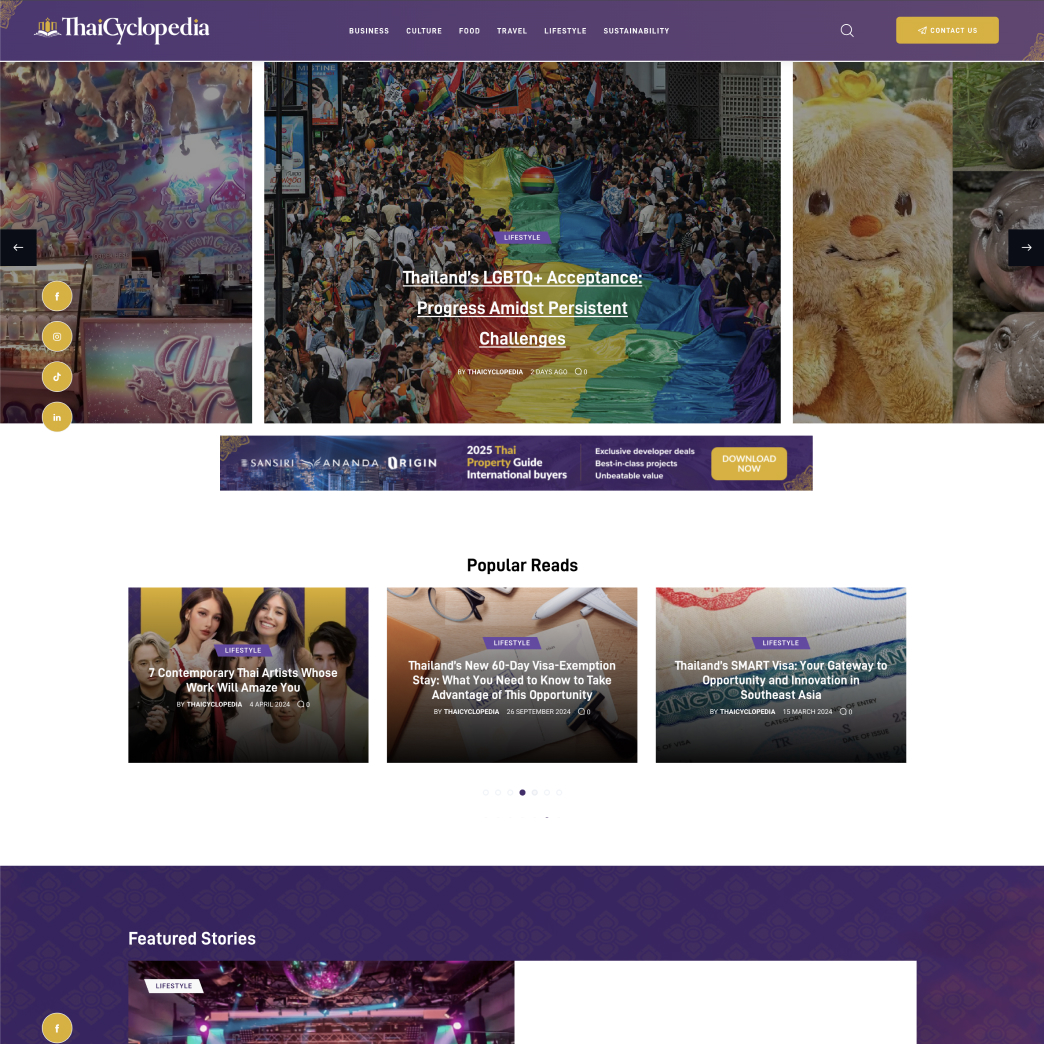 ThaiCyclopedia
BUSINESS CULTURE FOOD TRAVEL LIFESTYLE SUSTAINABILITY
CONTACT US
LIFESTYLE
Thailand's LGBTQ+ Acceptance:
Progress Amidst Persistent
Challenges
BY THAICYCLOPEDIA 2 DAYS AGO 0
f
in
SANSIRI ANANDA ORIGIN
2025 Thai
Property Guide
International buyers
Exclusive developer deals
Best-in-class projects
Unbeatable value
DOWNLOAD
NOW
Popular Reads
LIFESTYLE
7 Contemporary Thai Artists Whose
Work Will Amaze You
BY THAICYCLOPEDIA 4 APRIL 2024 0
LIFESTYLE
Thailand's New 60-Day Visa-Exemption
Stay: What You Need to Know to Take
Advantage of This Opportunity
BY THAICYCLOPEDIA 26 SEPTEMBER 2024 0
LIFESTYLE
Thailand's SMART Visa: Your Gateway to
Opportunity and Innovation in
Southeast Asia
BY THAICYCLOPEDIA 15 MARCH 2024 0
CATEGORY
TR
Featured Stories
LIFESTYLE
f